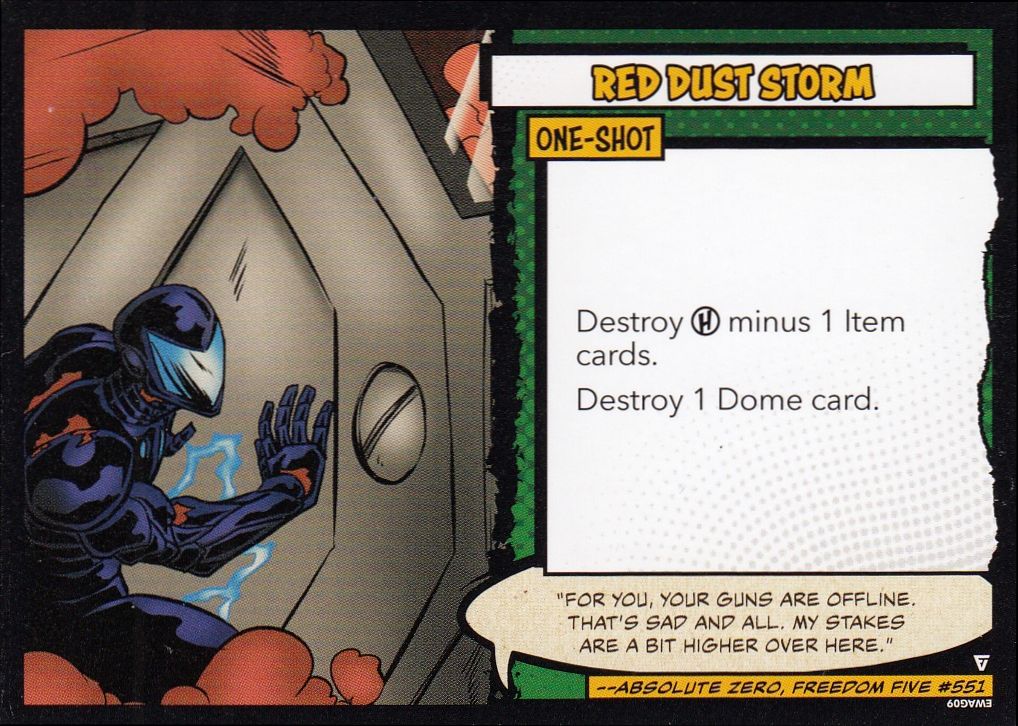 RED DUST STORM
ONE-SHOT
Destroy Ⓗ minus 1 Item
cards.
Destroy 1 Dome card.
"FOR YOU, YOUR GUNS ARE OFFLINE.
THAT'S SAD AND ALL. MY STAKES
ARE A BIT HIGHER OVER HERE."
--ABSOLUTE ZERO, FREEDOM FIVE #551
EWAG09